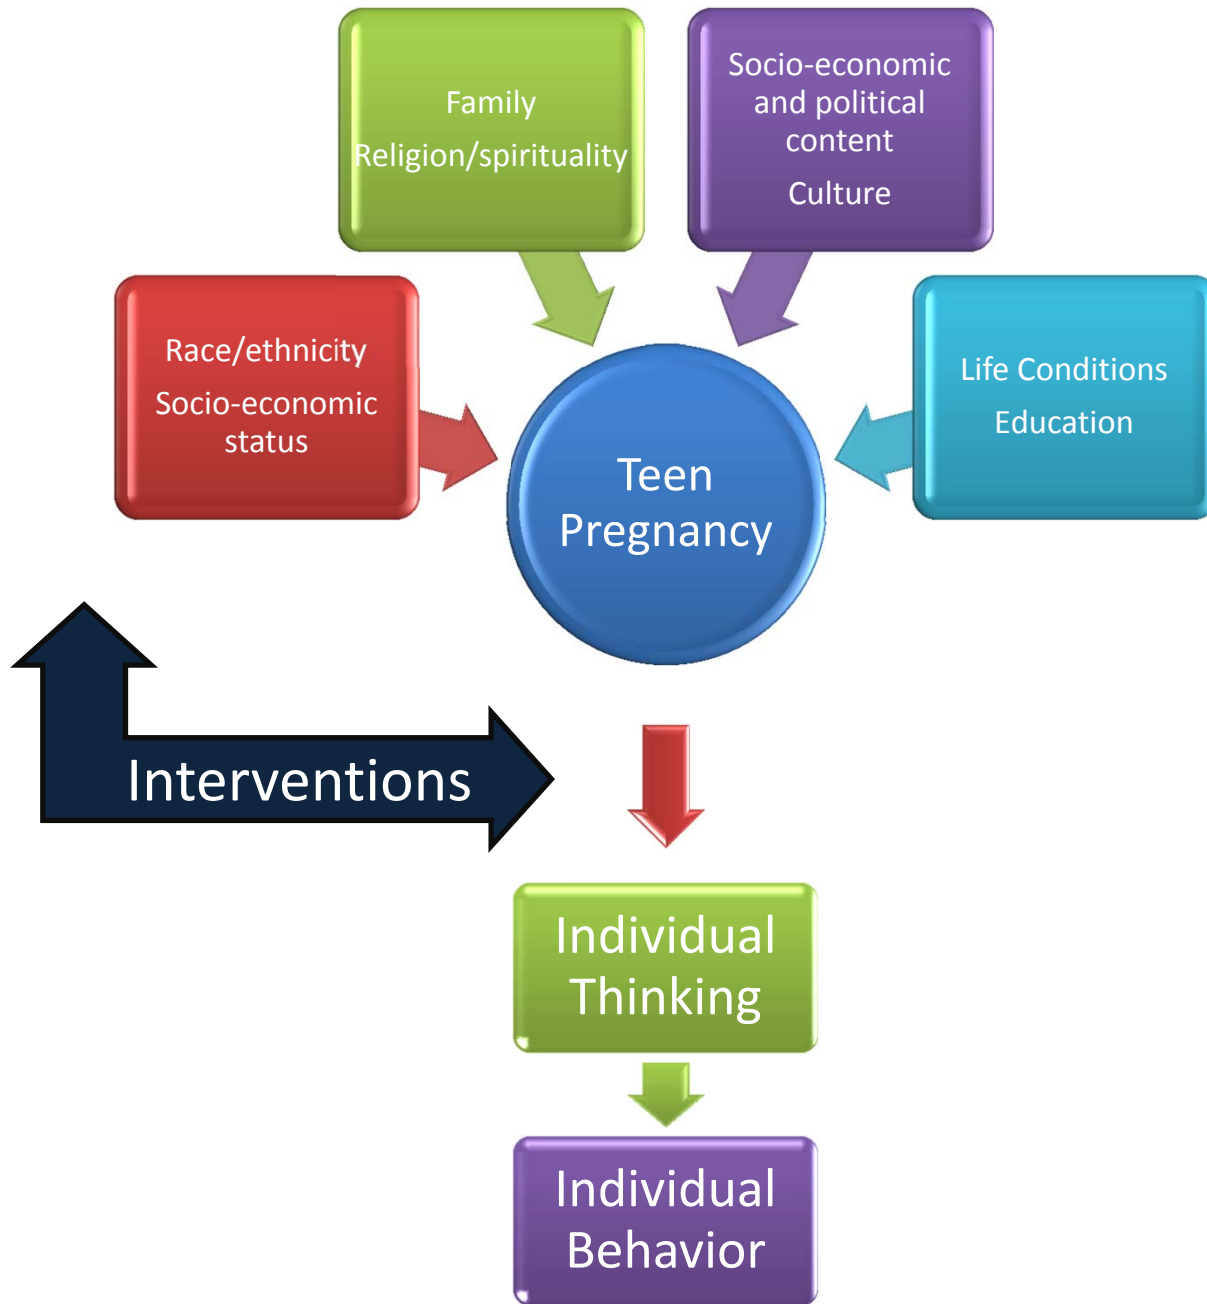 Family
Religion/spirituality
Socio-economic
and political
content
Culture
Race/ethnicity
Socio-economic
status
Life Conditions
Education
Teen
Pregnancy
Interventions
Individual
Thinking
Individual
Behavior